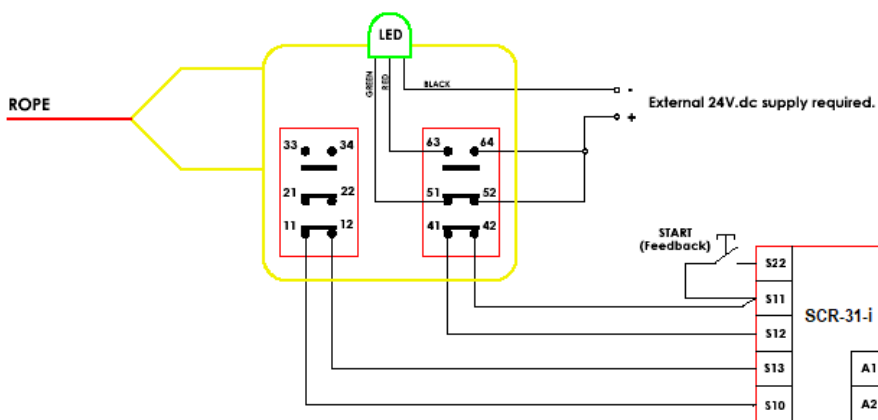 LED
GREEN
RED
BLACK
-
ROPE
External 24V.dc supply required.
+
33 34
63 64
21 22
51 52
11 12
41 42
START
(Feedback)
S22
S11
SCR-31-i
S12
S13
A1
S10
A2